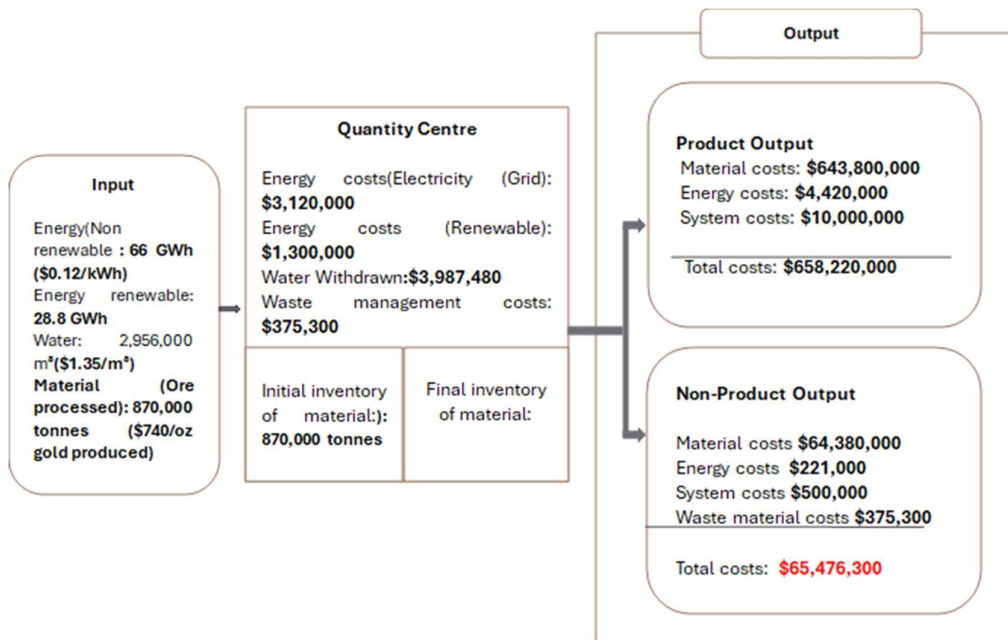 Output
Input
Energy(Non
renewable : 66 GWh
($0.12/kWh)
Energy renewable:
28.8 GWh
Water: 2,956,000
m³($1.35/m³)
Material (Ore
processed): 870,000
tonnes ($740/oz
gold produced)
Quantity Centre
Energy costs(Electricity (Grid):
$3,120,000
Energy costs (Renewable):
$1,300,000
Water Withdrawn:$3,987,480
Waste management costs:
$375,300
Initial inventory
of material:):
870,000 tonnes
Final inventory
of material:
Product Output
Material costs: $643,800,000
Energy costs: $4,420,000
System costs: $10,000,000
Total costs: $658,220,000
Non-Product Output
Material costs $64,380,000
Energy costs $221,000
System costs $500,000
Waste material costs $375,300
Total costs: $65,476,300